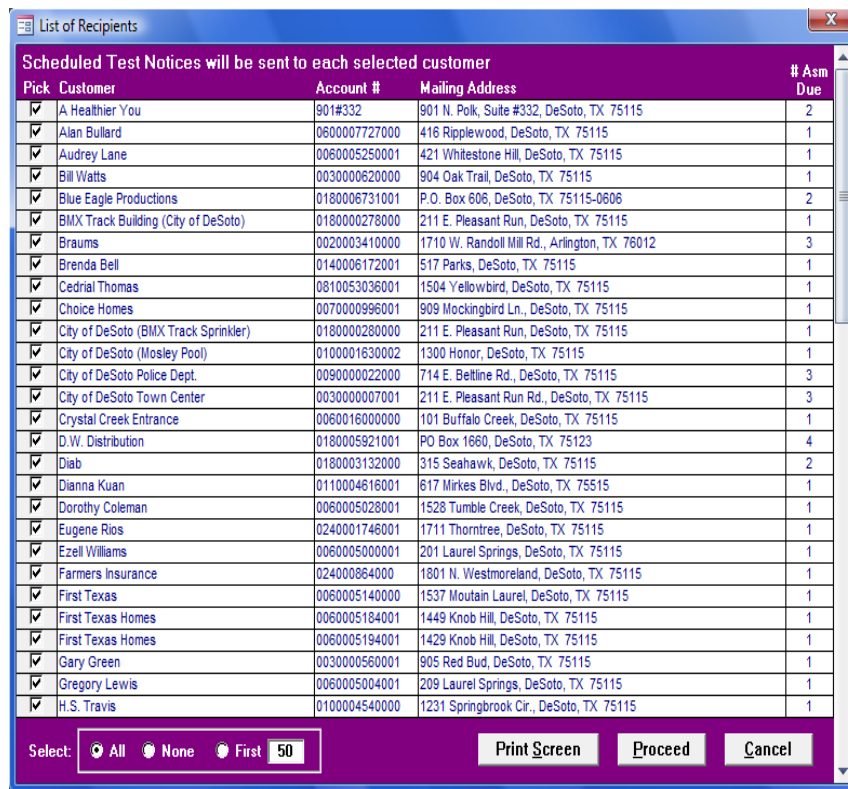 List of Recipients
X
Scheduled Test Notices will be sent to each selected customer
# Asm
Pick Customer Account # Mailing Address Due
A Healthier You 901#332 901 N. Polk, Suite #332, DeSoto, TX 75115 2
Alan Bullard 0600007727000 416 Ripplewood, DeSoto, TX 75115 1
Audrey Lane 0060005250001 421 Whitestone Hill, DeSoto, TX 75115 1
Bill Watts 0030000620000 904 Oak Trail, DeSoto, TX 75115 1
Blue Eagle Productions 0180006731001 P.O. Box 606, DeSoto, TX 75115-0606 2
BMX Track Building (City of DeSoto) 0180000278000 211 E. Pleasant Run, DeSoto, TX 75115 1
Braums 0020003410000 1710 W. Randoll Mill Rd., Arlington, TX 76012 3
Brenda Bell 0140006172001 517 Parks, DeSoto, TX 75115 1
Cedrial Thomas 0810053036001 1504 Yellowbird, DeSoto, TX 75115 1
Choice Homes 0070000996001 909 Mockingbird Ln., DeSoto, TX 75115 1
City of DeSoto (BMX Track Sprinkler) 0180000280000 211 E. Pleasant Run, DeSoto, TX 75115 1
City of DeSoto (Mosley Pool) 0100001630002 1300 Honor, DeSoto, TX 75115 1
City of DeSoto Police Dept. 0090000022000 714 E. Beltline Rd., DeSoto, TX 75115 3
City of DeSoto Town Center 0030000007001 211 E. Pleasant Run Rd., DeSoto, TX 75115 3
Crystal Creek Entrance 0060016000000 101 Buffalo Creek, DeSoto, TX 75115 1
D.W. Distribution 0180005921001 PO Box 1660, DeSoto, TX 75123 4
Diab 0180003132000 315 Seahawk, DeSoto, TX 75115 2
Dianna Kuan 0110004616001 617 Mirkes Blvd., DeSoto, TX 75515 1
Dorothy Coleman 0060005028001 1528 Tumble Creek, DeSoto, TX 75115 1
Eugene Rios 0240001746001 1711 Thorntree, DeSoto, TX 75115 1
Ezell Williams 0060005000001 201 Laurel Springs, DeSoto, TX 75115 1
Farmers Insurance 024000864000 1801 N. Westmoreland, DeSoto, TX 75115 1
First Texas 0060005140000 1537 Moutain Laurel, DeSoto, TX 75115 1
First Texas Homes 0060005184001 1449 Knob Hill, DeSoto, TX 75115 1
First Texas Homes 0060005194001 1429 Knob Hill, DeSoto, TX 75115 1
Gary Green 0030000560001 905 Red Bud, DeSoto, TX 75115 1
Gregory Lewis 0060005004001 209 Laurel Springs, DeSoto, TX 75115 1
H.S. Travis 0100004540000 1231 Springbrook Cir., DeSoto, TX 75115 1
Select: All None First 50 Print Screen Proceed Cancel